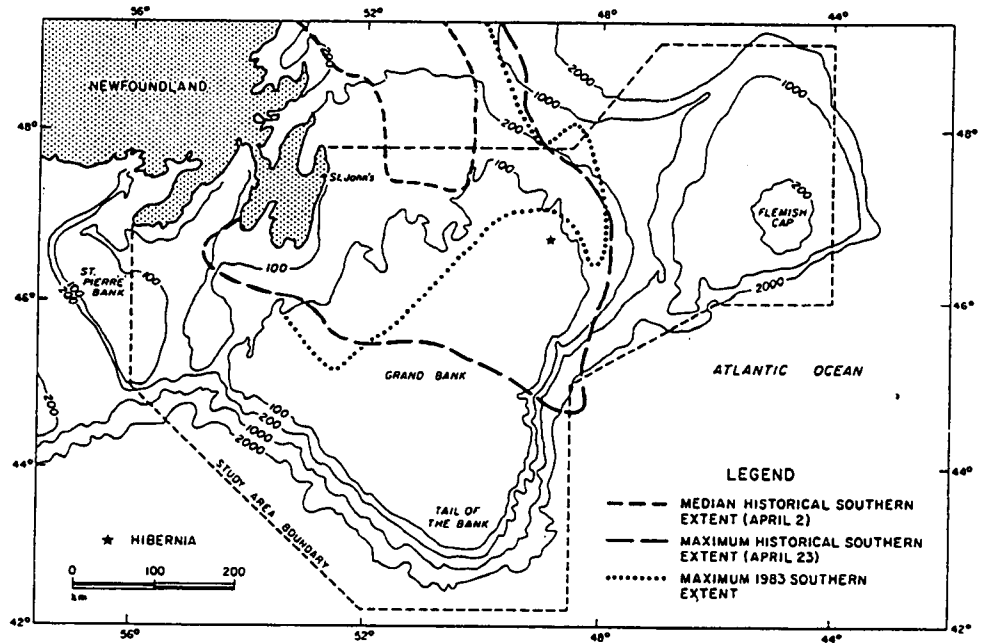 56°
52°
48°
44°
NEWFOUNDLAND
200
2000
1000
200
48°
48°
100
St. John's
200
FLEMISH
CAP
100
ST.
PIERRE
BANK
100
200
2000
46°
46°
GRAND BANK
ATLANTIC OCEAN
200
100
200
1000
2000
44°
44°
STUDY AREA BOUNDARY
TAIL OF
THE BANK
LEGEND
MEDIAN HISTORICAL SOUTHERN
EXTENT (APRIL 2)
MAXIMUM HISTORICAL SOUTHERN
EXTENT (APRIL 23)
MAXIMUM 1983 SOUTHERN
EXTENT
★ HIBERNIA
0 100 200
km
42°
42°
56°
52°
48°
44°